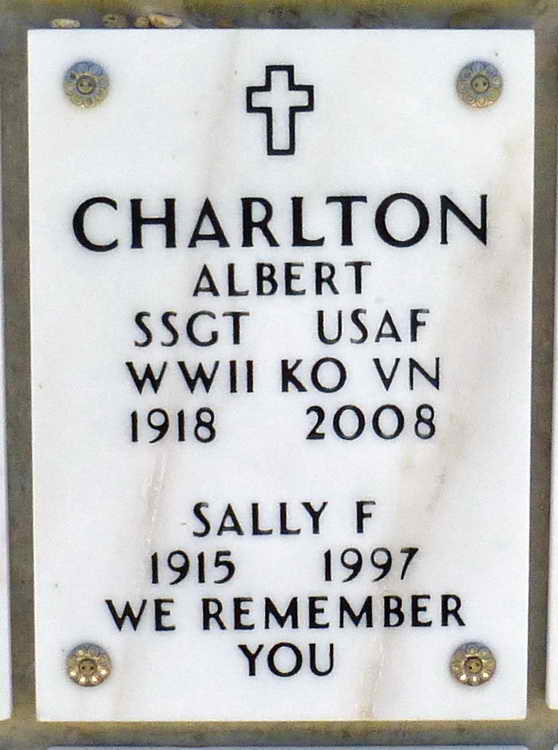 CHARLTON
ALBERT
SSGT USAF
WWII KO VN
1918 2008
SALLY F
1915 1997
WE REMEMBER
YOU